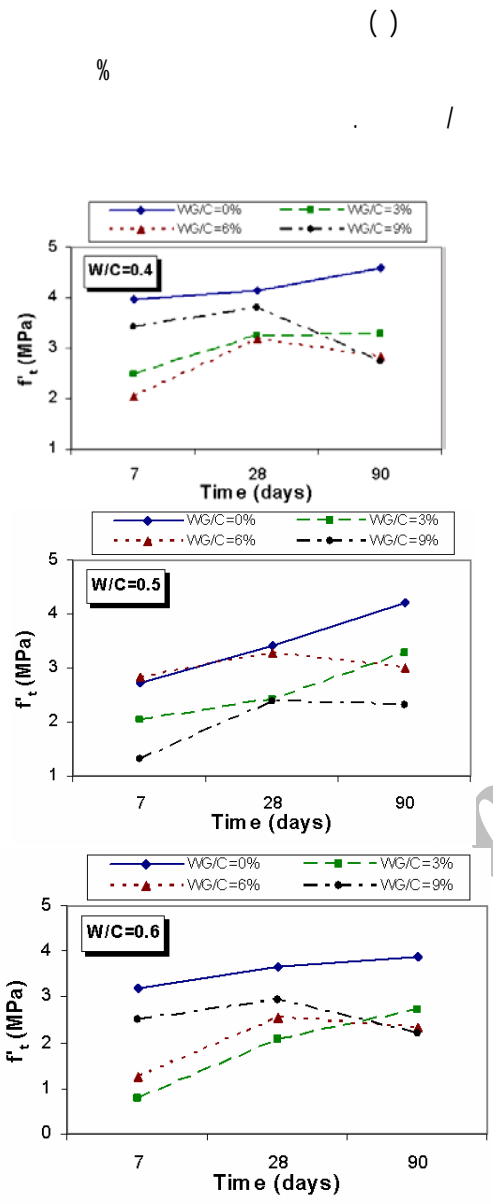 ( )
%
. /
WG/C=0% WG/C=3%
WG/C=6% WG/C=9%
5
W/C=0.4
4
3
2
1
f't (MPa)
7 28 90
Time (days)
WG/C=0% WG/C=3%
WG/C=6% WG/C=9%
5
W/C=0.5
4
3
2
1
f't (MPa)
7 28 90
Time (days)
WG/C=0% WG/C=3%
WG/C=6% WG/C=9%
5
W/C=0.6
4
3
2
1
0
f't (MPa)
7 28 90
Time (days)